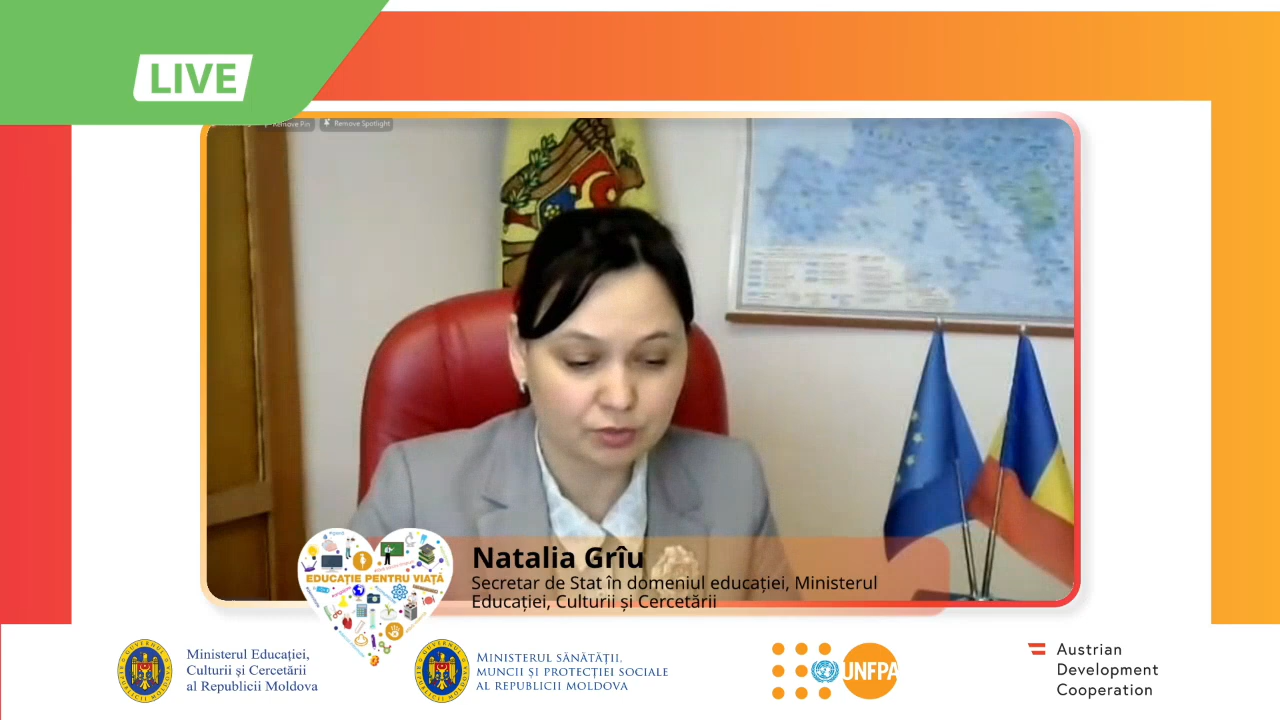 LIVE
Remove Pin
Remove Spotlight
Natalia Grîu
Secretar de Stat în domeniul educației, Ministerul
Educației, Culturii și Cercetării
EDUCAȚIE PENTRU VIAȚĂ
Ministerul Educației,
Culturii și Cercetării
al Republicii Moldova
MINISTERUL SĂNĂTĂȚII,
MUNCII ȘI PROTECȚIEI SOCIALE
AL REPUBLICII MOLDOVA
UNFPA
Austrian
Development
Cooperation